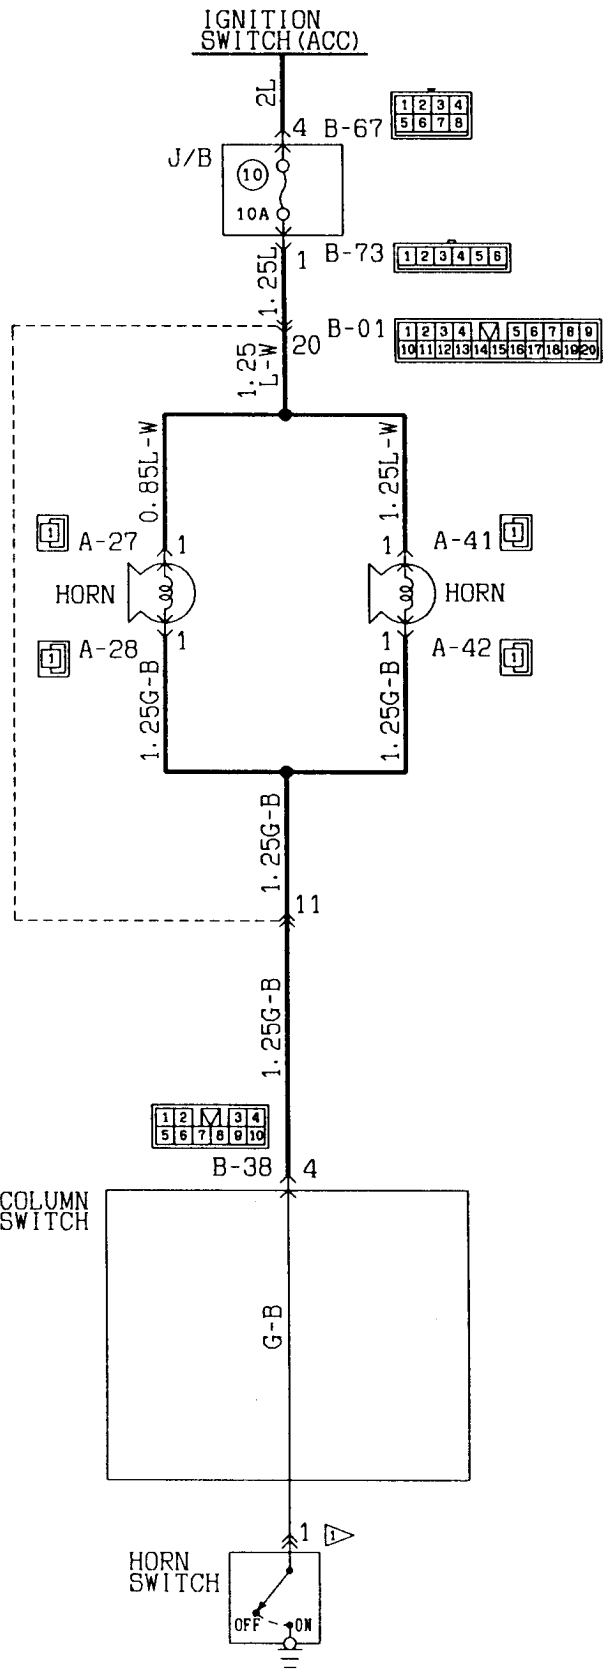 IGNITION
SWITCH(ACC)
2L
4 B-67
1 2 3 4
5 6 7 8
J/B
10
10A
1 B-73
1 2 3 4 5 6
1.25L
B-01
1 2 3 4 5 6 7 8 9
10 11 12 13 14 15 16 17 18 19 20
20
1.25
L-W
0.85L-W
1.25L-W
1
A-27 1
1 A-41
1
HORN
HORN
1
A-28 1
1 A-42
1
1.25G-B
1.25G-B
1.25G-B
11
1.25G-B
1 2 3 4
5 6 7 8 9 10
B-38 4
COLUMN
SWITCH
G-B
1 1
HORN
SWITCH
OFF ON